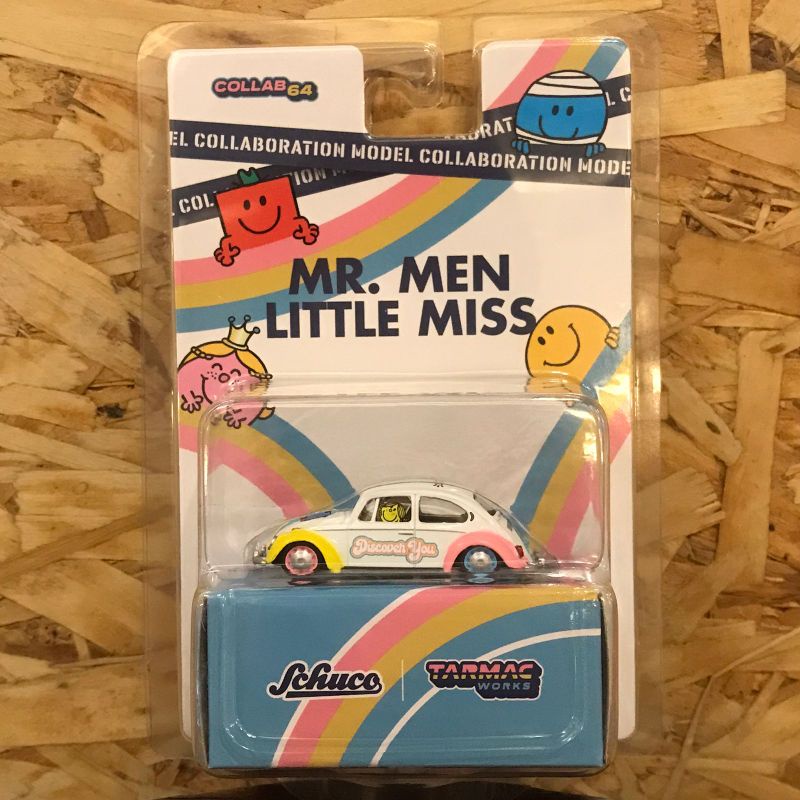 COLLAB64
EL COLLABORATION MODEL COLLABORATION MODE
MR. MEN
LITTLE MISS
Discover You
Schuco
TARMAC
WORKS